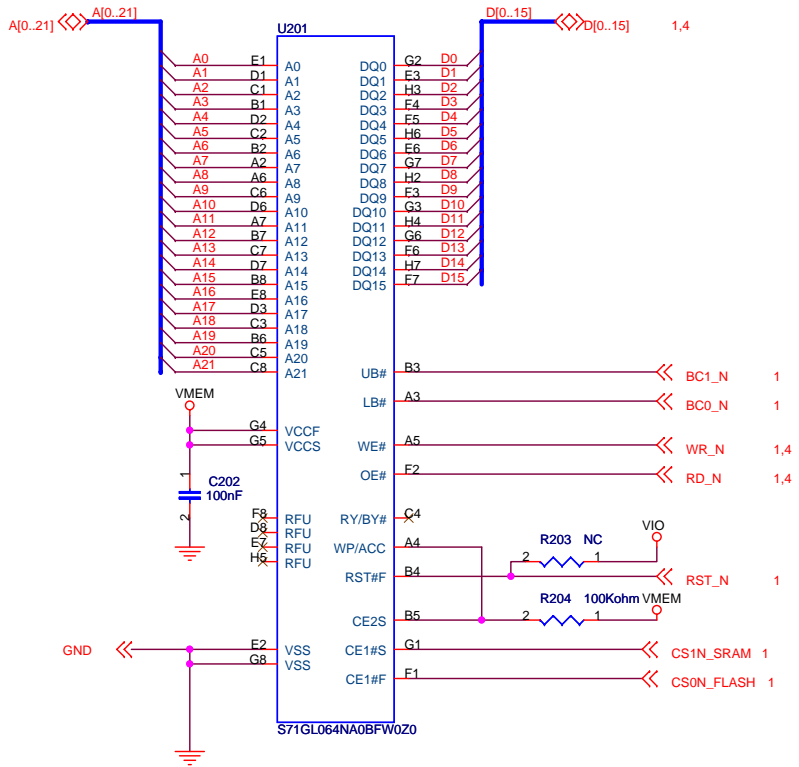 A[0..21] A[0..21] D[0..15] D[0..15] 1,4
U201
A0 E1 A0 DQ0 G2 D0
A1 D1 A1 DQ1 E3 D1
A2 C1 A2 DQ2 H3 D2
A3 B1 A3 DQ3 F4 D3
A4 D2 A4 DQ4 F5 D4
A5 C2 A5 DQ5 H6 D5
A6 B2 A6 DQ6 E6 D6
A7 A2 A7 DQ7 G7 D7
A8 A6 A8 DQ8 H2 D8
A9 C6 A9 DQ9 F3 D9
A10 D6 A10 DQ10 G3 D10
A11 A7 A11 DQ11 H4 D11
A12 B7 A12 DQ12 G6 D12
A13 C7 A13 DQ13 F6 D13
A14 D7 A14 DQ14 H7 D14
A15 B8 A15 DQ15 F7 D15
A16 E8 A16
A17 D3 A17
A18 C3 A18
A19 B6 A19
A20 C5 A20
A21 C8 A21 UB# B3 BC1_N 1
VMEM LB# A3 BC0_N 1
G4 VCCF
G5 VCCS WE# A5 WR_N 1,4
1 OE# F2 RD_N 1,4
C202
100nF
2 F8 RFU RY/BY# C4
D8 RFU VIO
E7 RFU WP/ACC A4 R203 NC
H5 RFU 2 1
RST#F B4 RST_N 1
R204 100Kohm VMEM
CE2S B5 2 1
GND E2 VSS CE1#S G1 CS1N_SRAM 1
G8 VSS
CE1#F F1 CS0N_FLASH 1
S71GL064NA0BFW0Z0